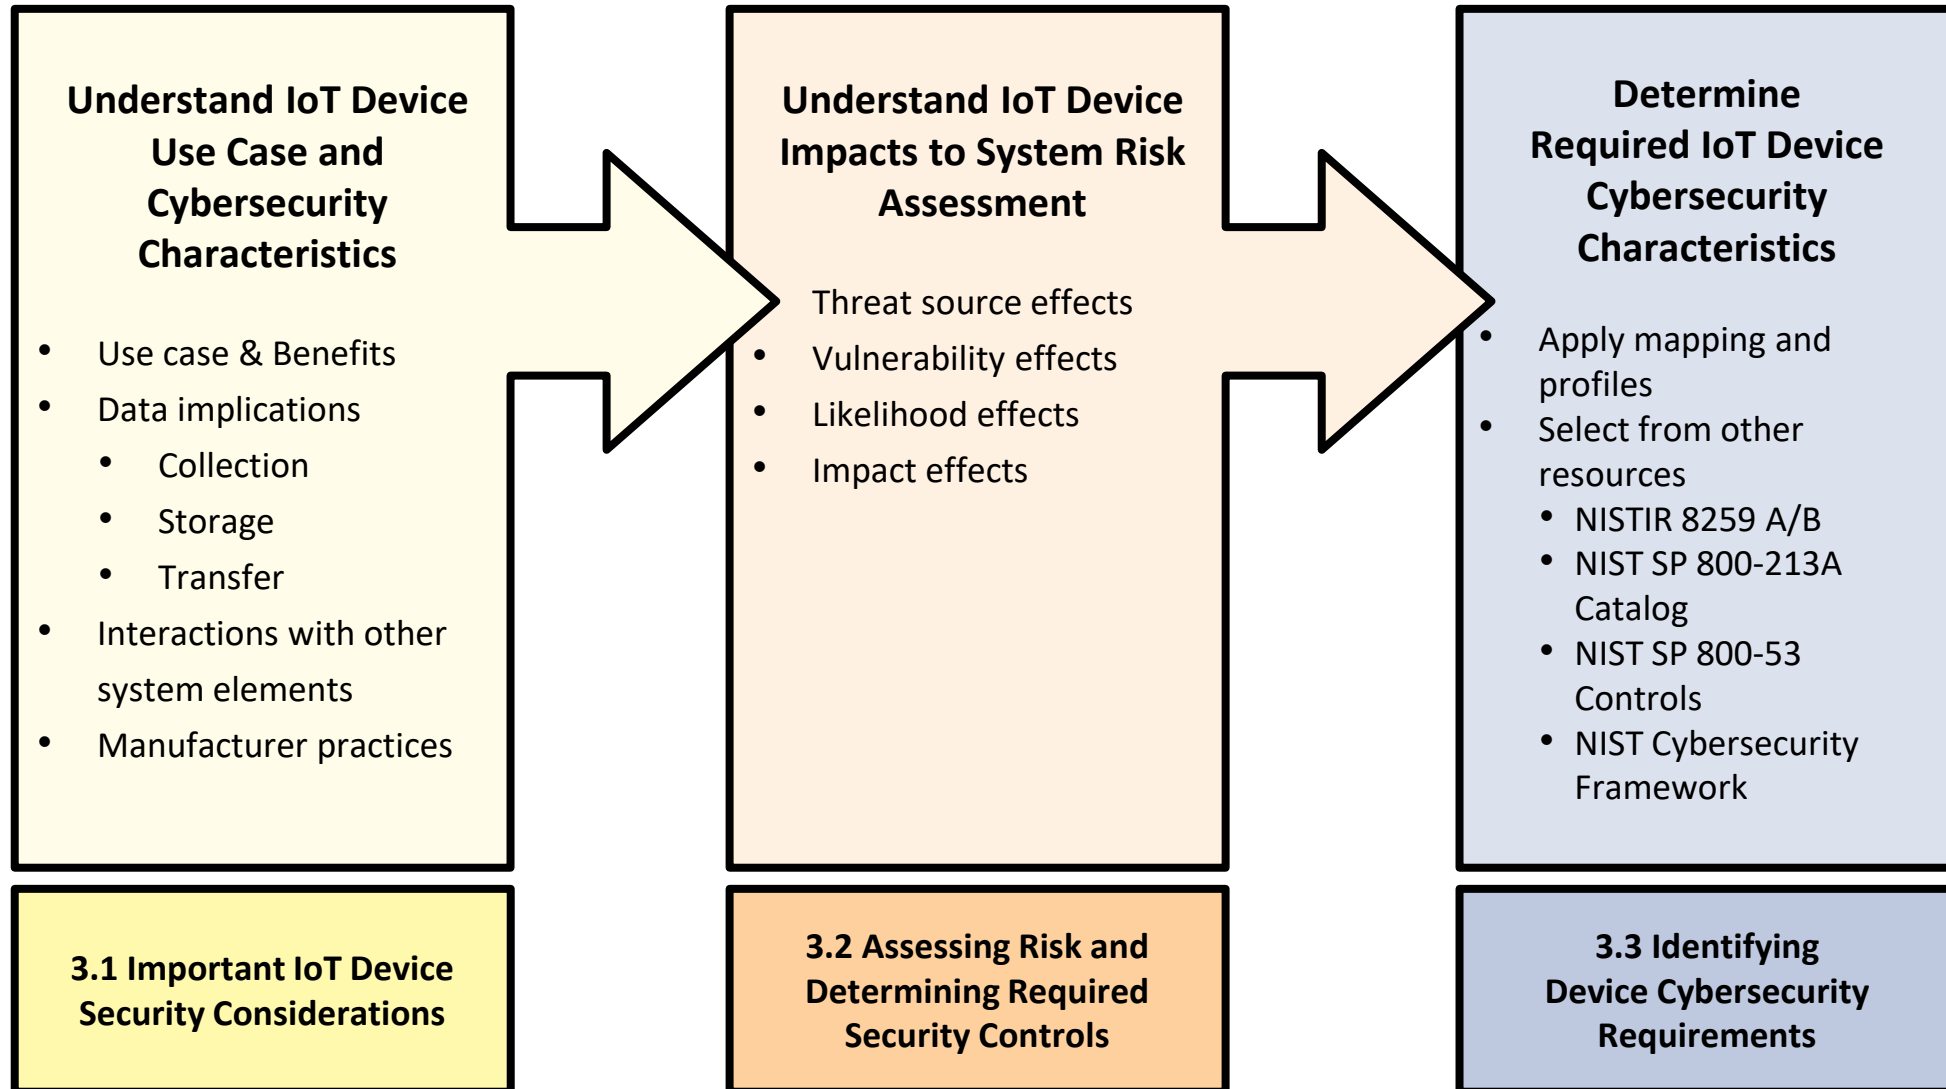 Understand IoT Device
Use Case and
Cybersecurity
Characteristics
• Use case & Benefits
• Data implications
• Collection
• Storage
• Transfer
• Interactions with other
system elements
• Manufacturer practices
3.1 Important IoT Device
Security Considerations
Understand IoT Device
Impacts to System Risk
Assessment
Threat source effects
• Vulnerability effects
• Likelihood effects
• Impact effects
3.2 Assessing Risk and
Determining Required
Security Controls
Determine
Required IoT Device
Cybersecurity
Characteristics
• Apply mapping and
profiles
• Select from other
resources
• NISTIR 8259 A/B
• NIST SP 800-213A
Catalog
• NIST SP 800-53
Controls
• NIST Cybersecurity
Framework
3.3 Identifying
Device Cybersecurity
Requirements